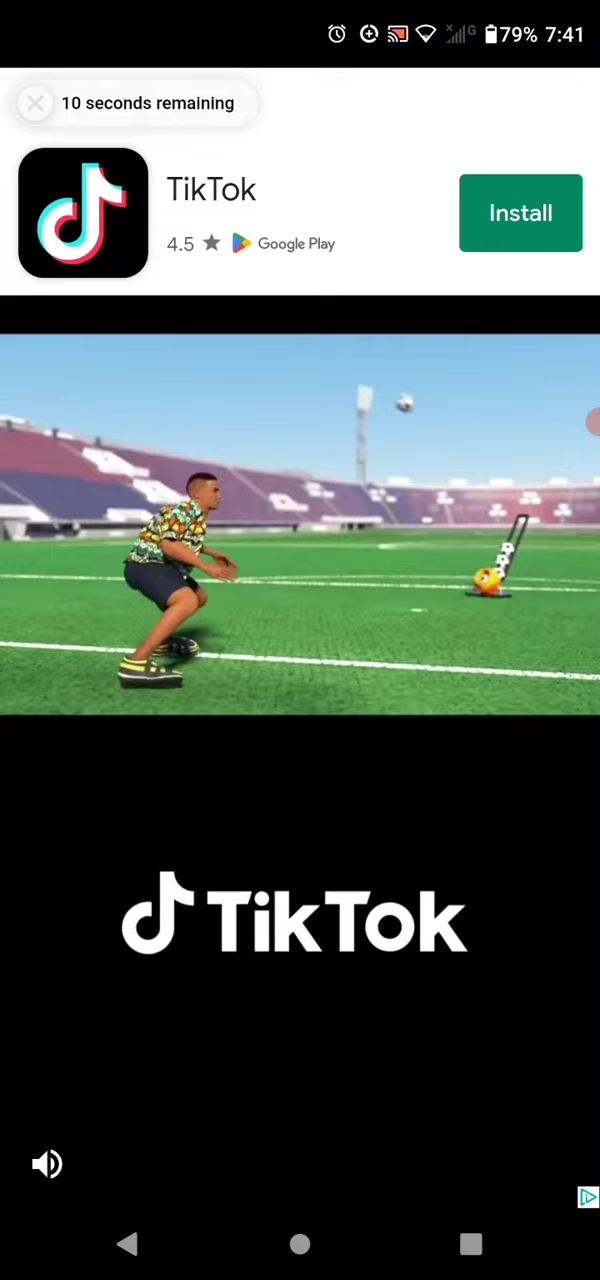 G 79% 7:41
10 seconds remaining
TikTok
4.5 ★ Google Play
Install
TikTok